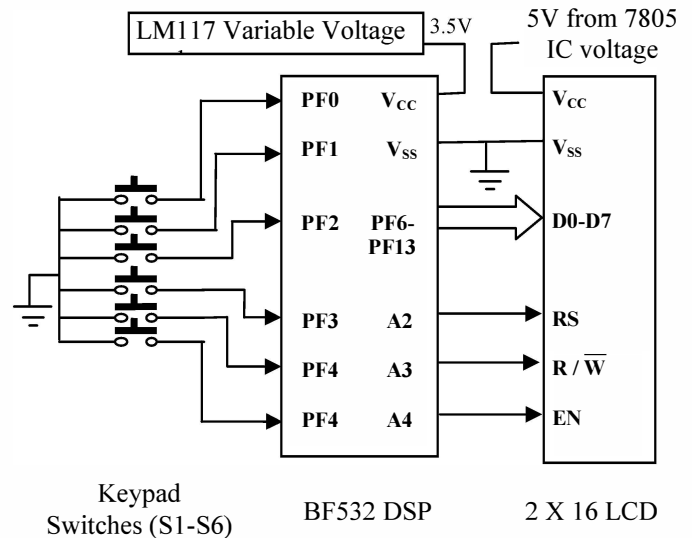 LM117 Variable Voltage
3.5V
5V from 7805
IC voltage
PF0
PF1
PF2
PF3
PF4
PF4
VCC
VSS
PF6-
PF13
A2
A3
A4
VCC
VSS
D0-D7
RS
R / W̅
EN
Keypad
Switches (S1-S6)
BF532 DSP
2 X 16 LCD